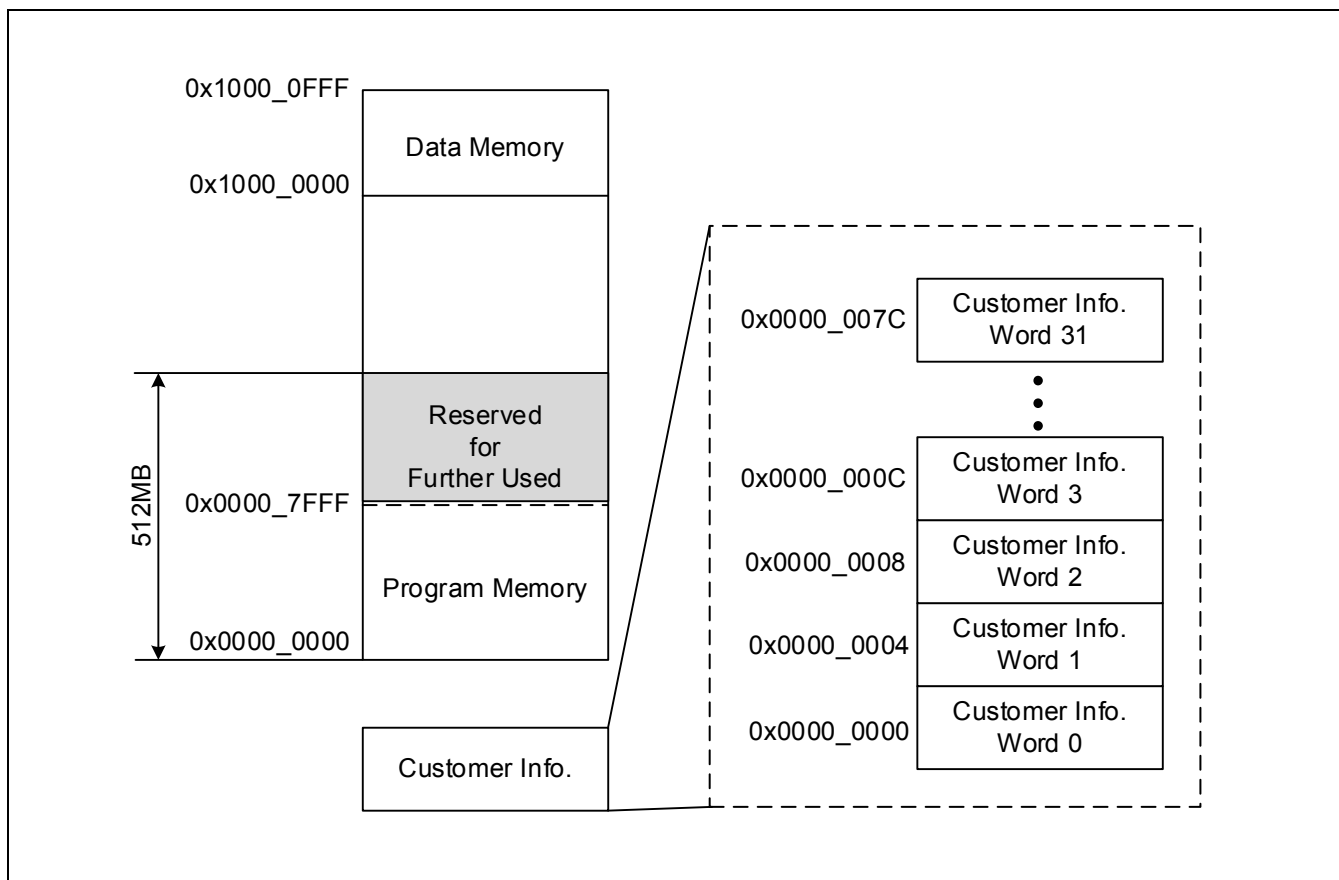 0x1000_0FFF
Data Memory
0x1000_0000
Reserved
for
Further Used
512MB
0x0000_7FFF
Program Memory
0x0000_0000
Customer Info.
0x0000_007C
Customer Info.
Word 31
0x0000_000C
Customer Info.
Word 3
0x0000_0008
Customer Info.
Word 2
0x0000_0004
Customer Info.
Word 1
0x0000_0000
Customer Info.
Word 0